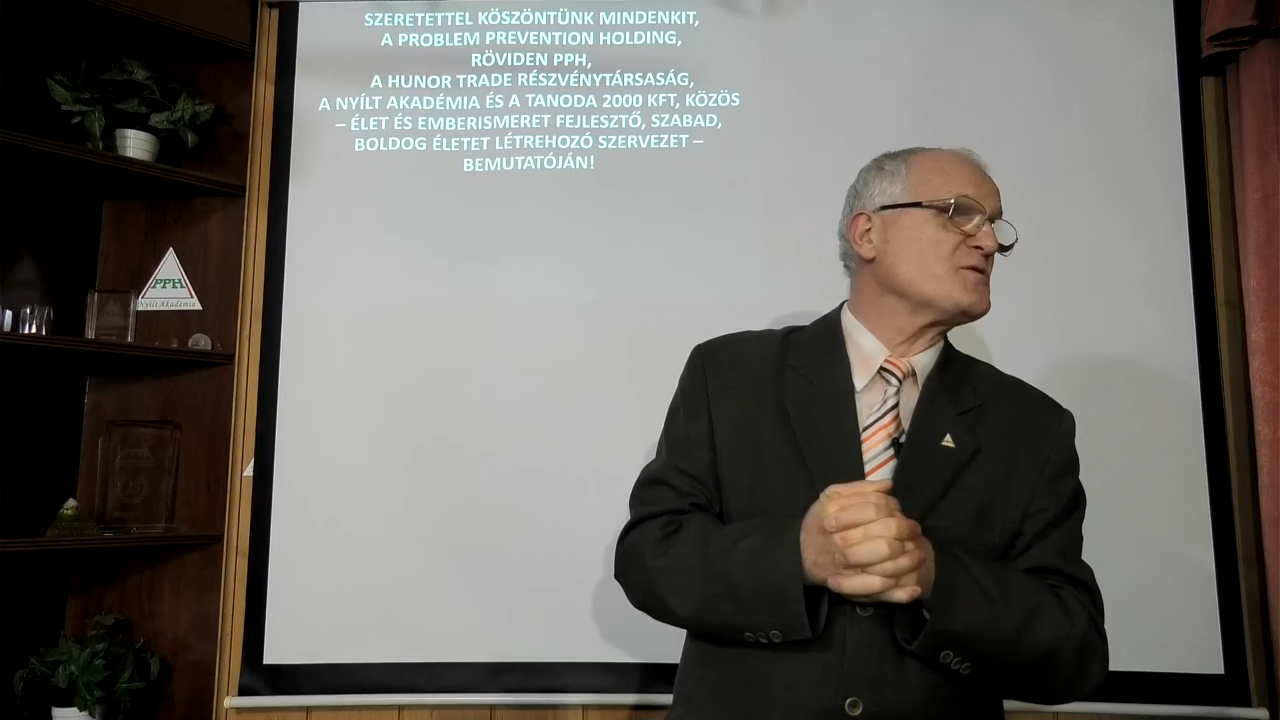 SZERETETTEL KÖSZÖNTÜNK MINDENKIT,
A PROBLEM PREVENTION HOLDING,
RÖVIDEN PPH,
A HUNOR TRADE RÉSZVÉNYTÁRSASÁG,
A NYÍLT AKADÉMIA ÉS A TANODA 2000 KFT, KÖZÖS
– ÉLET ÉS EMBERISMERET FEJLESZTŐ, SZABAD,
BOLDOG ÉLETET LÉTREHOZÓ SZERVEZET –
BEMUTATÓJÁN!
PPH
Nyílt Akadémia